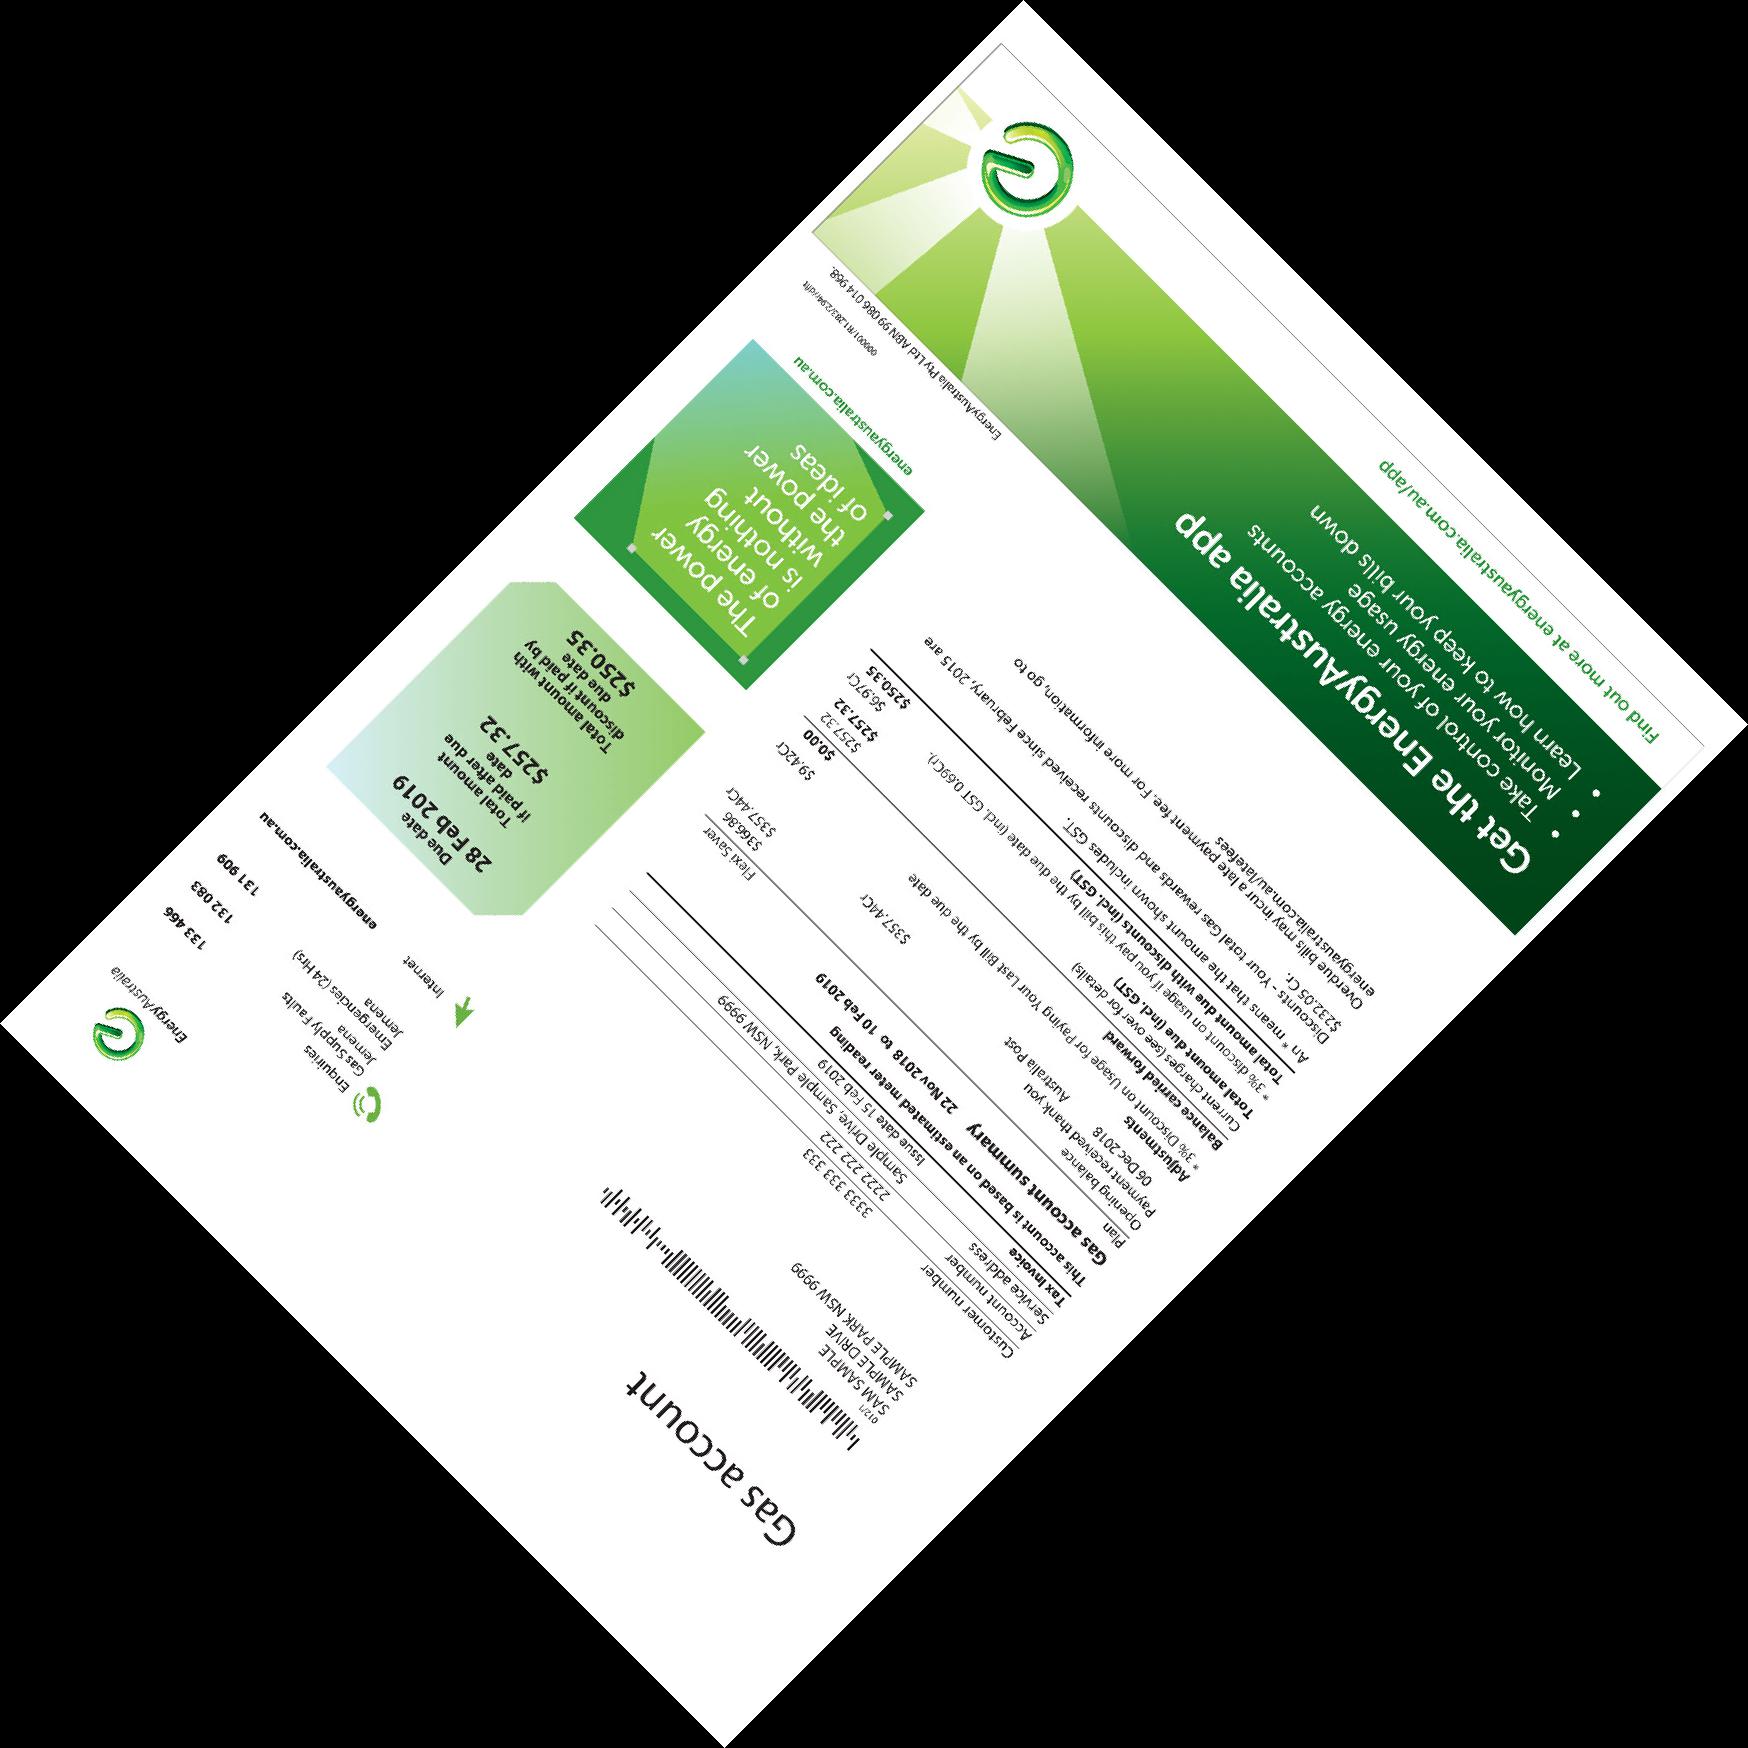 EnergyAustralia
Gas account
Enquiries 133 466
Gas Supply Faults
Jemena 132 083
Emergencies (24 Hrs)
Jemena 131 909
Internet energyaustralia.com.au
012/1
SAM SAMPLE
SAMPLE DRIVE
SAMPLE PARK NSW 9999
Due date
28 Feb 2019
Total amount
if paid after due
date
$257.32
Total amount with
discount if paid by
due date
$250.35
Customer number 3333 333 333
Account number 2222 222 222
Service address Sample Drive, Sample Park, NSW 9999
Tax Invoice Issue date 15 Feb 2019
This account is based on an estimated meter reading
Gas account summary 22 Nov 2018 to 10 Feb 2019
Plan Flexi Saver
Opening balance $366.86
Payment received thank you $357.44Cr
06 Dec 2018 Australia Post $357.44Cr
Adjustments
* 3% Discount on Usage for Paying Your Last Bill by the due date $9.42Cr
Balance carried forward $0.00
Current charges (see over for details) $257.32
Total amount due (incl. GST) $257.32
* 3% discount on usage if you pay this bill by the due date (incl. GST 0.69Cr). $6.97Cr
Total amount due with discounts (incl. GST) $250.35
An * means that the amount shown includes GST.
Discounts - Your total Gas rewards and discounts received since February, 2015 are
$232.05 Cr.
Overdue bills may incur a late payment fee. For more information, go to
energyaustralia.com.au/latefees
The power
of energy
is nothing
without
the power
of ideas
energyaustralia.com.au
000001/R1.283/2.94/dflt
EnergyAustralia Pty Ltd ABN 99 086 014 968.
Get the EnergyAustralia app
• Take control of your energy accounts
• Monitor your energy usage
• Learn how to keep your bills down
Find out more at energyaustralia.com.au/app